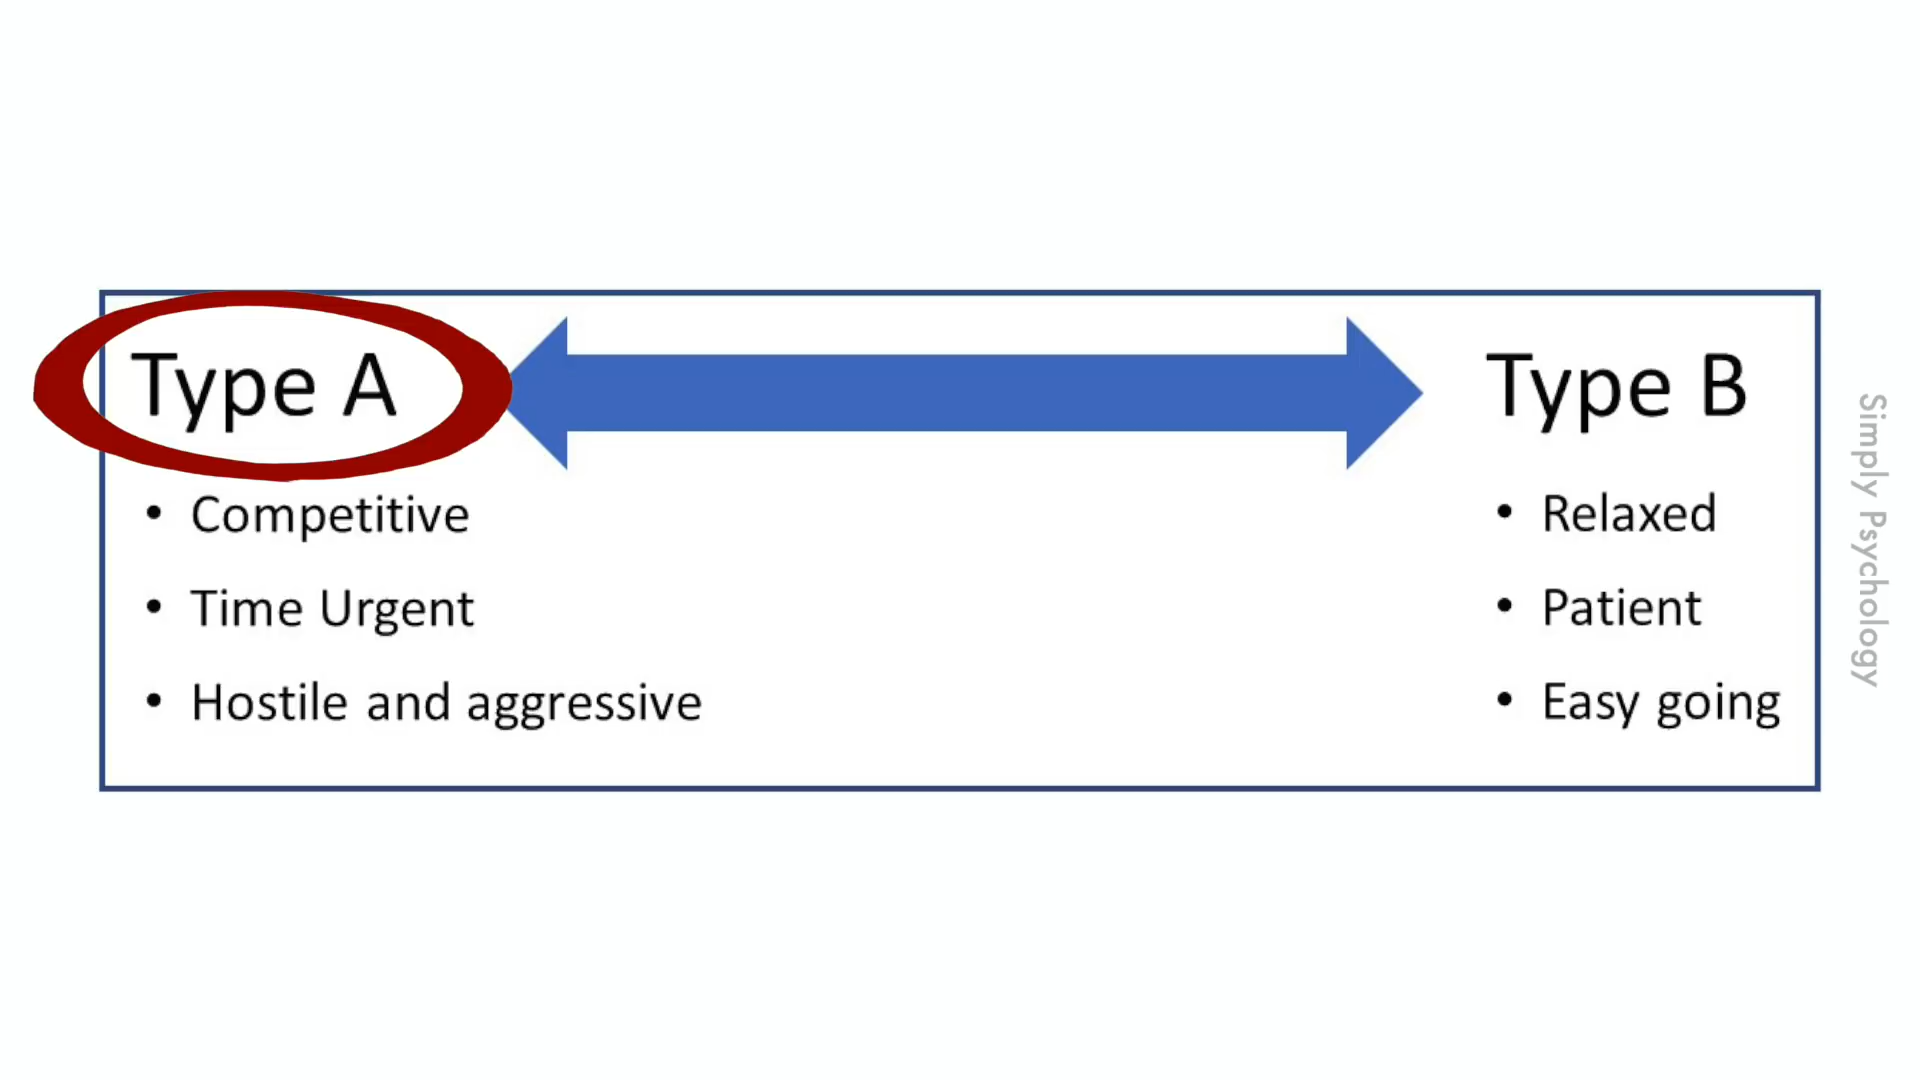 Type A
• Competitive
• Time Urgent
• Hostile and aggressive
Type B
• Relaxed
• Patient
• Easy going
Simply Psychology